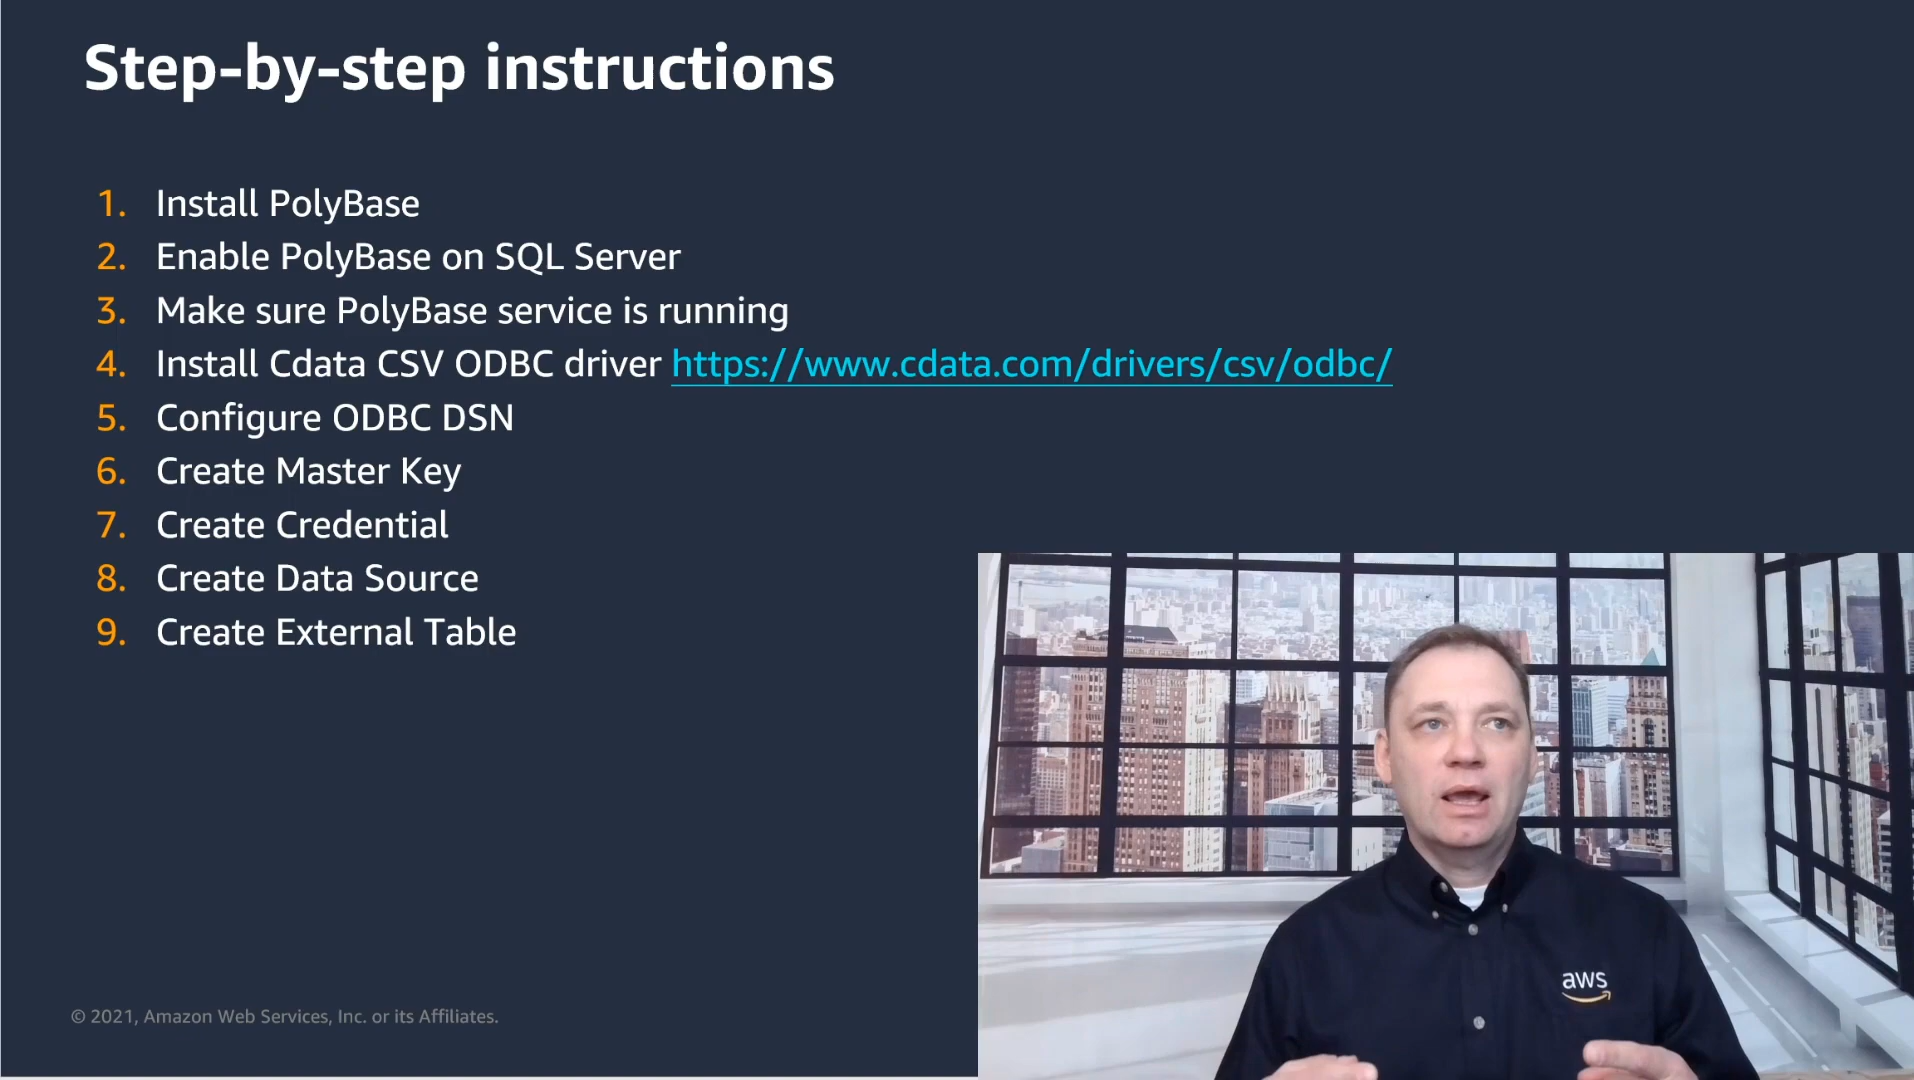 Step-by-step instructions
1. Install PolyBase
2. Enable PolyBase on SQL Server
3. Make sure PolyBase service is running
4. Install Cdata CSV ODBC driver https://www.cdata.com/drivers/csv/odbc/
5. Configure ODBC DSN
6. Create Master Key
7. Create Credential
8. Create Data Source
9. Create External Table
aws
© 2021, Amazon Web Services, Inc. or its Affiliates.